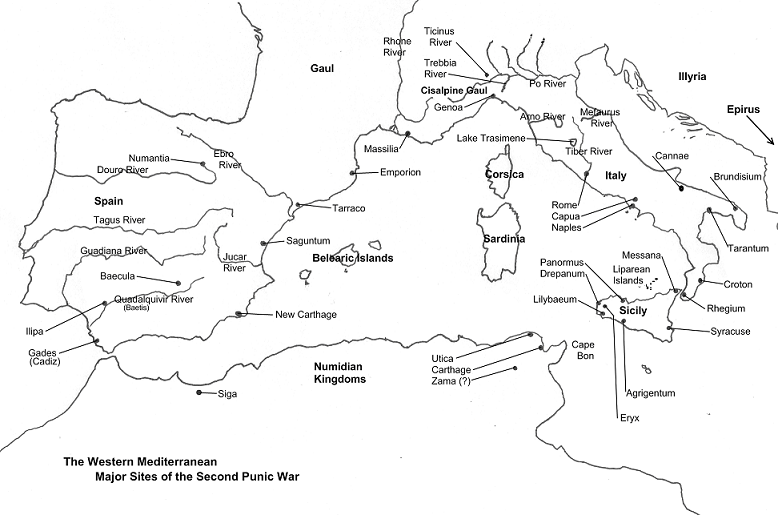 Ticinus
River
Rhone
River
Gaul
Trebbia
River
Illyria
Po River
Cisalpine Gaul
Genoa
Epirus
Arno River
Metaurus
River
Massilia
Lake Trasimene
Tiber River
Numantia
Ebro
River
Cannae
Douro River
Emporion
Corsica
Italy
Brundisium
Spain
Tarraco
Rome
Capua
Naples
Tagus River
Saguntum
Sardinia
Tarantum
Guadiana River
Jucar
River
Belearic Islands
Messana
Panormus
Drepanum
Liparean
Islands
Baecula
Croton
Quadalquivir River
(Baetis)
Lilybaeum
Sicily
Rhegium
Ilipa
New Carthage
Syracuse
Gades
(Cadiz)
Numidian
Kingdoms
Utica
Carthage
Zama (?)
Cape
Bon
Siga
Agrigentum
Eryx
The Western Mediterranean
Major Sites of the Second Punic War